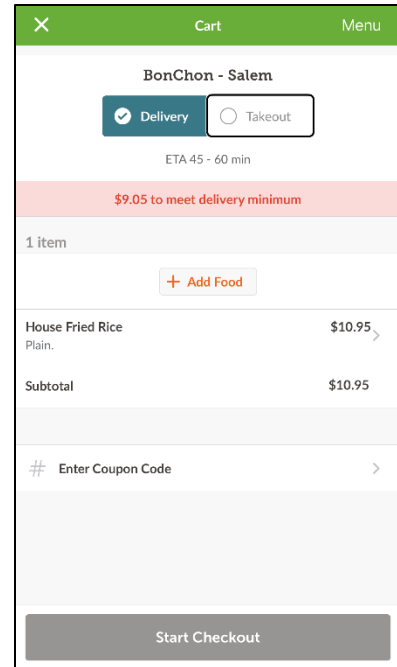 Cart Menu
BonChon - Salem
Delivery Takeout
ETA 45 - 60 min
$9.05 to meet delivery minimum
1 item
+ Add Food
House Fried Rice $10.95
Plain.
Subtotal $10.95
# Enter Coupon Code
Start Checkout